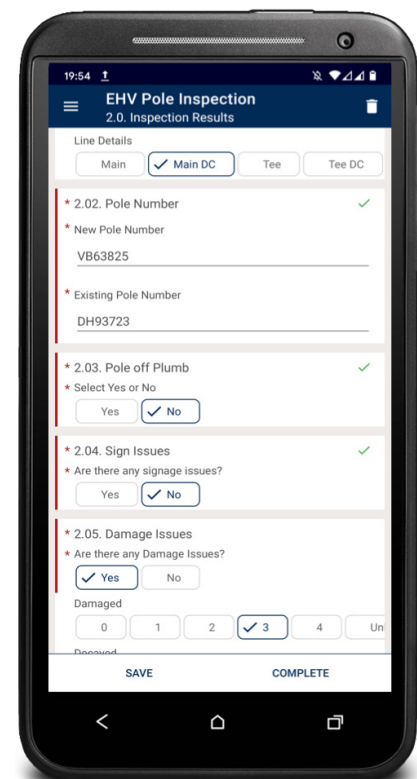 19:54
EHV Pole Inspection
2.0. Inspection Results
Line Details
Main Main DC Tee Tee DC
* 2.02. Pole Number
* New Pole Number
VB63825
* Existing Pole Number
DH93723
* 2.03. Pole off Plumb
* Select Yes or No
Yes No
* 2.04. Sign Issues
* Are there any signage issues?
Yes No
* 2.05. Damage Issues
* Are there any Damage Issues?
Yes No
Damaged
0 1 2 3 4 Un
Decayed
SAVE COMPLETE